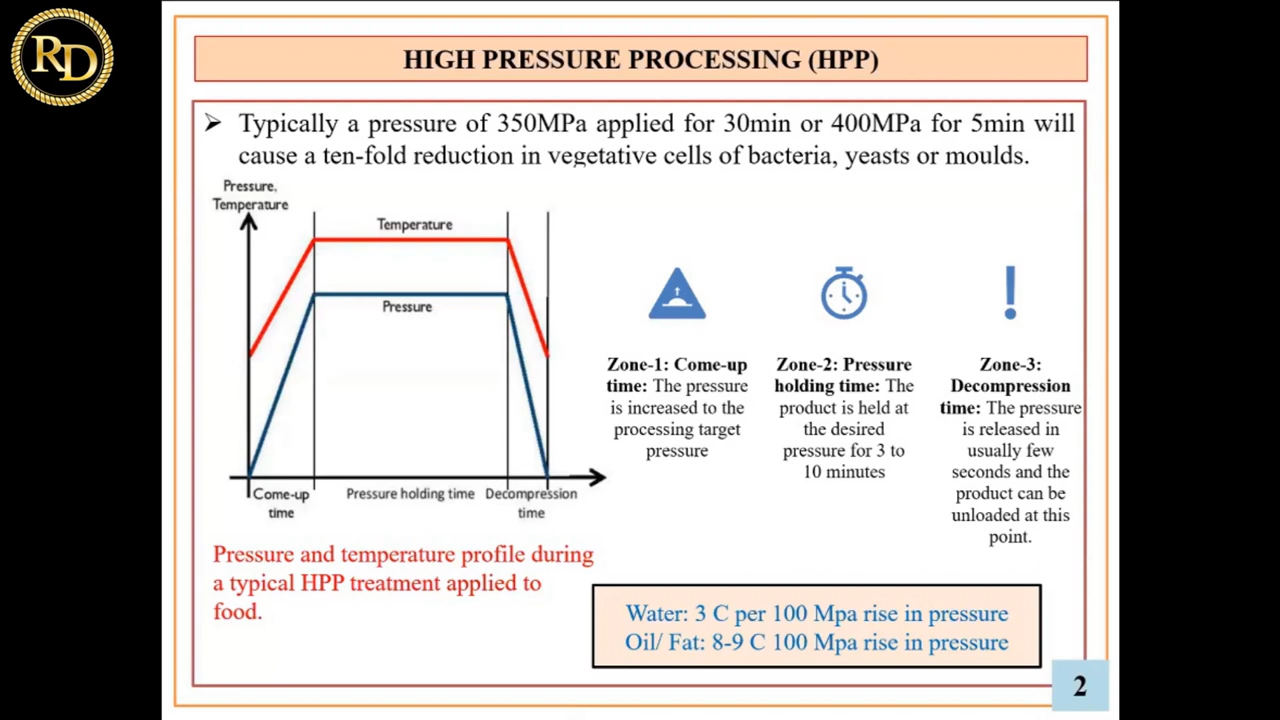 RD
HIGH PRESSURE PROCESSING (HPP)
➢ Typically a pressure of 350MPa applied for 30min or 400MPa for 5min will
cause a ten-fold reduction in vegetative cells of bacteria, yeasts or moulds.
Pressure,
Temperature
Temperature
Pressure
Come-up
time
Pressure holding time
Decompression
time
Pressure and temperature profile during
a typical HPP treatment applied to
food.
Zone-1: Come-up
time: The pressure
is increased to the
processing target
pressure
Zone-2: Pressure
holding time: The
product is held at
the desired
pressure for 3 to
10 minutes
Zone-3:
Decompression
time: The pressure
is released in
usually few
seconds and the
product can be
unloaded at this
point.
Water: 3 C per 100 Mpa rise in pressure
Oil/ Fat: 8-9 C 100 Mpa rise in pressure
2